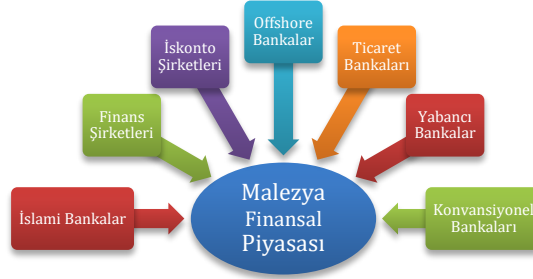 Offshore
Bankalar
İskonto
Şirketleri
Ticaret
Bankaları
Finans
Şirketleri
Yabancı
Bankalar
İslami Bankalar
Malezya
Finansal
Piyasası
Konvansiyonel
Bankaları